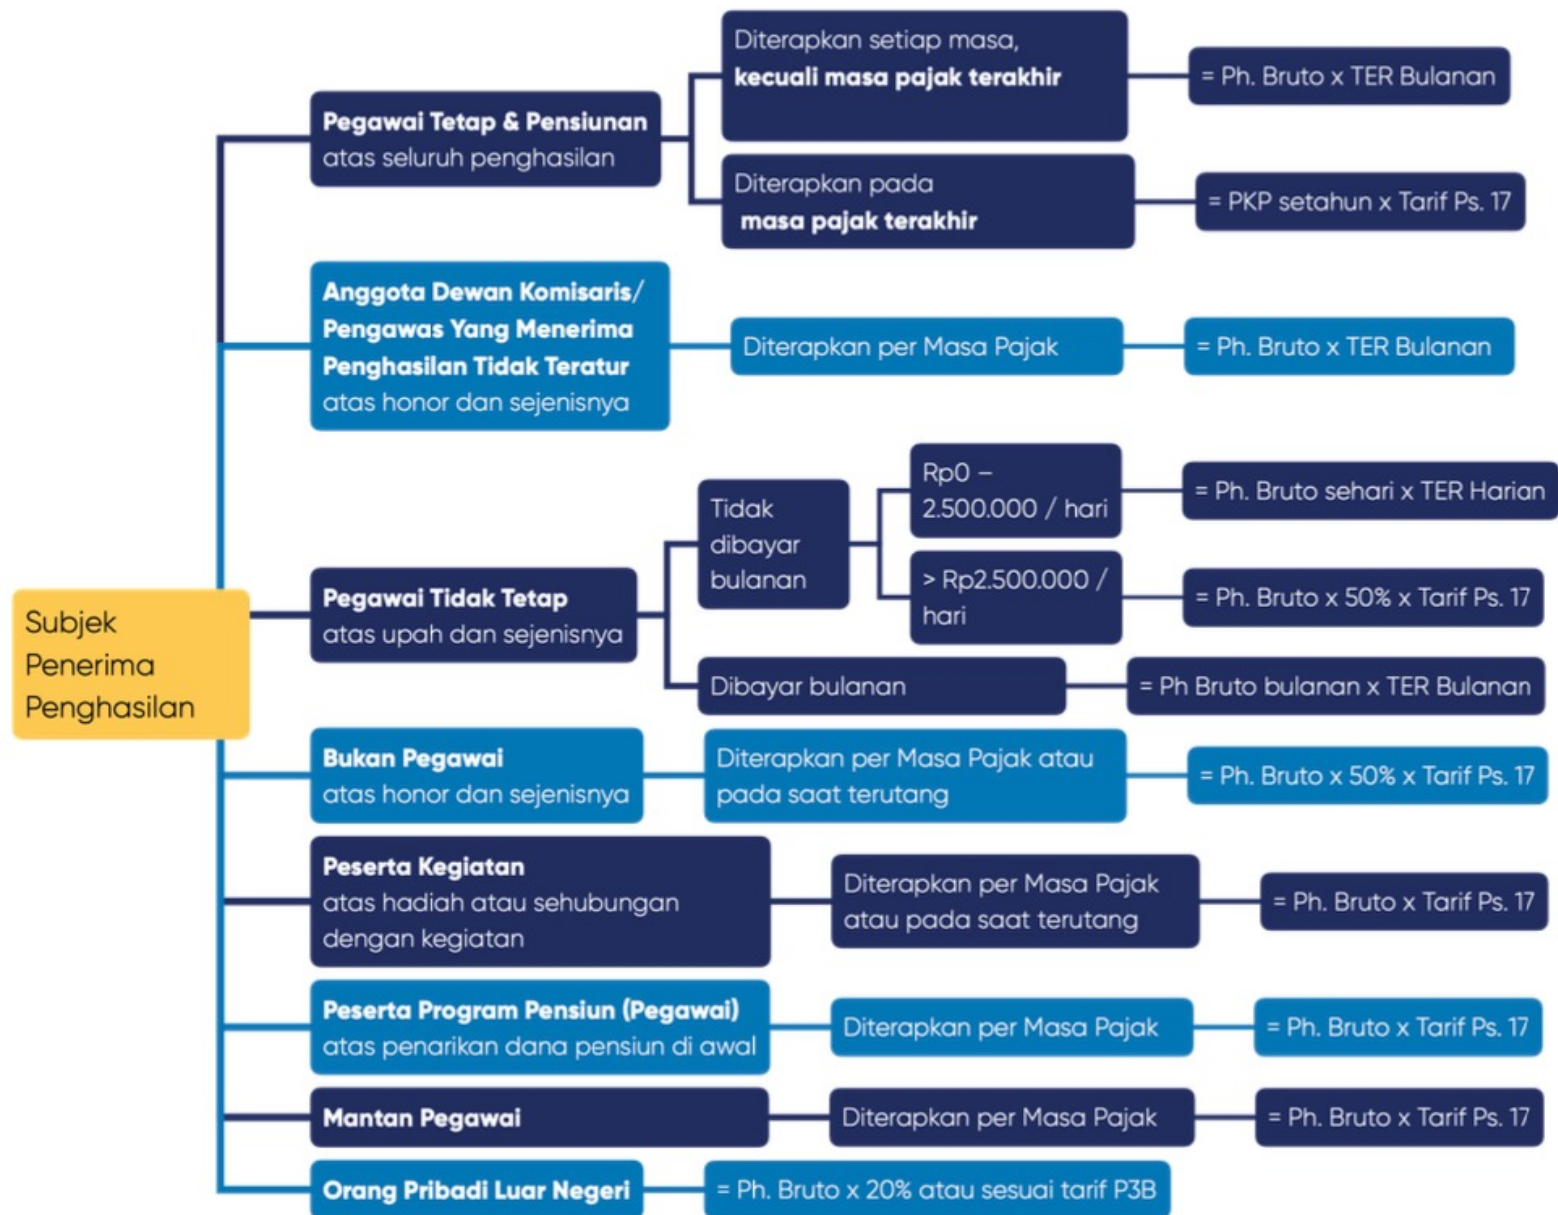 Subjek
Penerima
Penghasilan
Pegawai Tetap & Pensiunan
atas seluruh penghasilan
Diterapkan setiap masa,
kecuali masa pajak terakhir
= Ph. Bruto x TER Bulanan
Diterapkan pada
masa pajak terakhir
= PKP setahun x Tarif Ps. 17
Anggota Dewan Komisaris/
Pengawas Yang Menerima
Penghasilan Tidak Teratur
atas honor dan sejenisnya
Diterapkan per Masa Pajak
= Ph. Bruto x TER Bulanan
Pegawai Tidak Tetap
atas upah dan sejenisnya
Tidak
dibayar
bulanan
Rp0 –
2.500.000 / hari
= Ph. Bruto sehari x TER Harian
> Rp2.500.000 /
hari
= Ph. Bruto x 50% x Tarif Ps. 17
Dibayar bulanan
= Ph Bruto bulanan x TER Bulanan
Bukan Pegawai
atas honor dan sejenisnya
Diterapkan per Masa Pajak atau
pada saat terutang
= Ph. Bruto x 50% x Tarif Ps. 17
Peserta Kegiatan
atas hadiah atau sehubungan
dengan kegiatan
Diterapkan per Masa Pajak
atau pada saat terutang
= Ph. Bruto x Tarif Ps. 17
Peserta Program Pensiun (Pegawai)
atas penarikan dana pensiun di awal
Diterapkan per Masa Pajak
= Ph. Bruto x Tarif Ps. 17
Mantan Pegawai
Diterapkan per Masa Pajak
= Ph. Bruto x Tarif Ps. 17
Orang Pribadi Luar Negeri
= Ph. Bruto x 20% atau sesuai tarif P3B